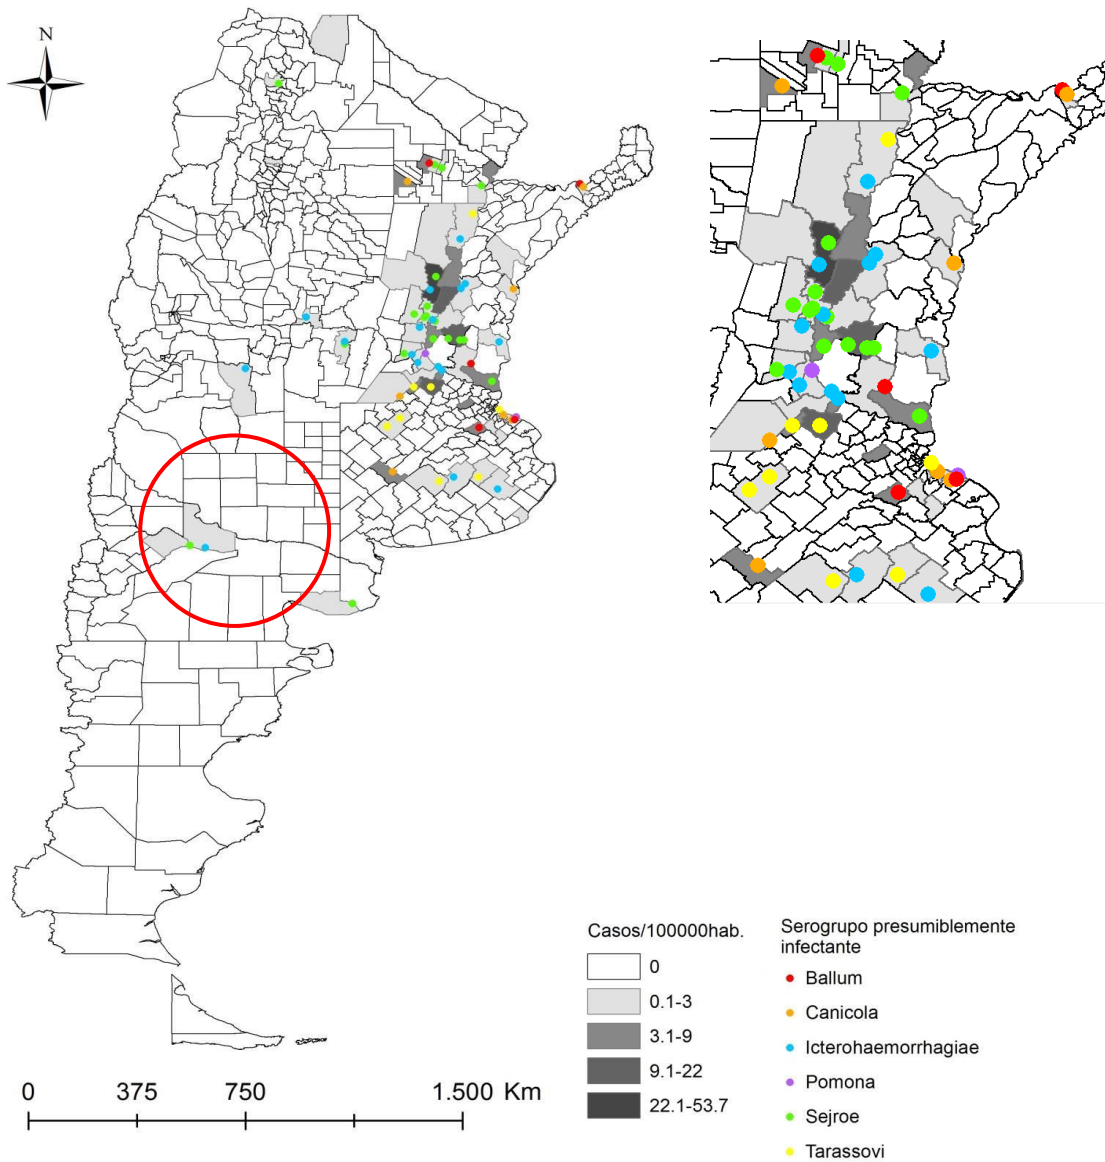 N
Casos/100000hab.
0
0.1-3
3.1-9
9.1-22
22.1-53.7
Serogrupo presumiblemente
infectante
Ballum
Canicola
Icterohaemorrhagiae
Pomona
Sejroe
Tarassovi
0 375 750 1.500 Km